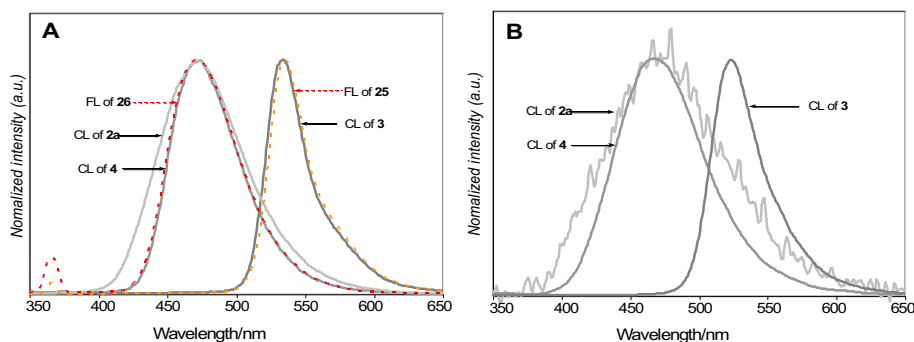 A
Nomalized intensity (a.u.)
FL of 26
CL of 2a
CL of 4
FL of 25
CL of 3
350 400 450 500 550 600 650
Wavelength/nm
B
Nomalized intensity (a.u.)
CL of 2a
CL of 4
CL of 3
350 400 450 500 550 600 650
Wavelength/nm